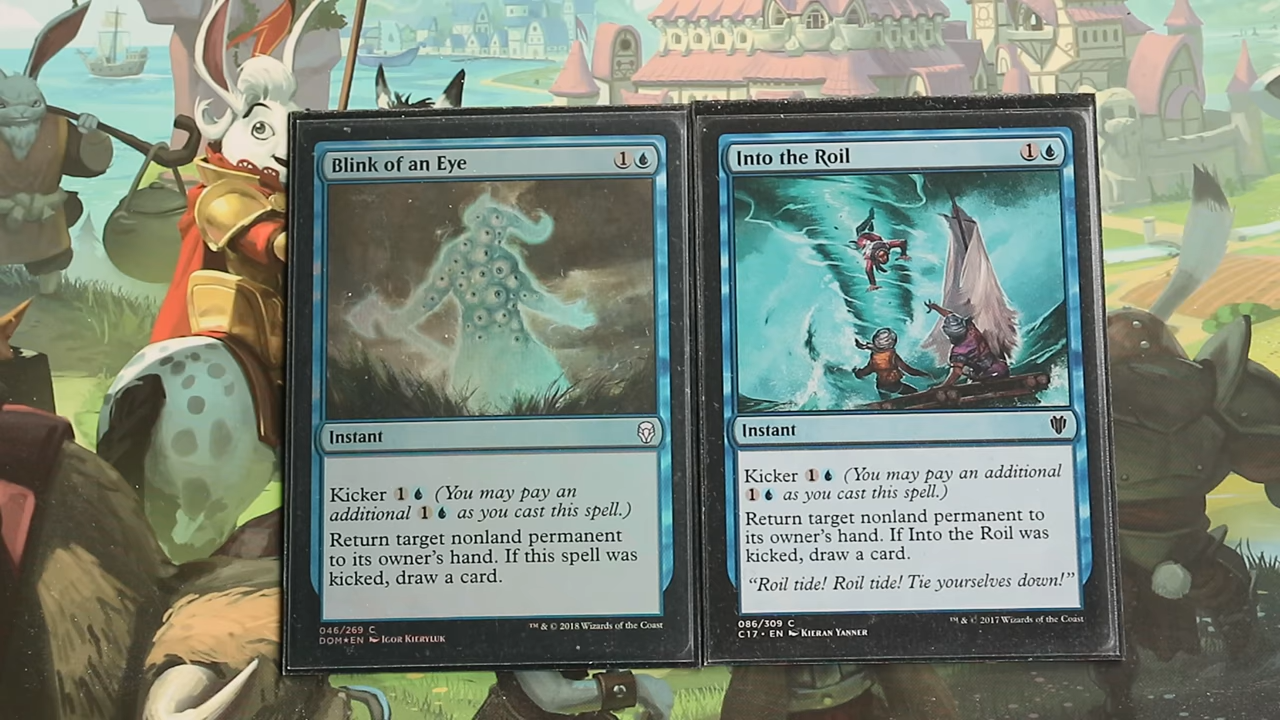 Blink of an Eye 1
Instant
Kicker 1 (You may pay an
additional 1 as you cast this spell.)
Return target nonland permanent
to its owner's hand. If this spell was
kicked, draw a card.
046/269 C
DOM★EN Igor Kieryluk
™ & © 2018 Wizards of the Coast
Into the Roil 1
Instant
Kicker 1 (You may pay an additional
1 as you cast this spell.)
Return target nonland permanent to
its owner's hand. If Into the Roil was
kicked, draw a card.
“Roil tide! Roil tide! Tie yourselves down!”
086/309 C
C17 • EN Kieran Yanner
™ & © 2017 Wizards of the Coast